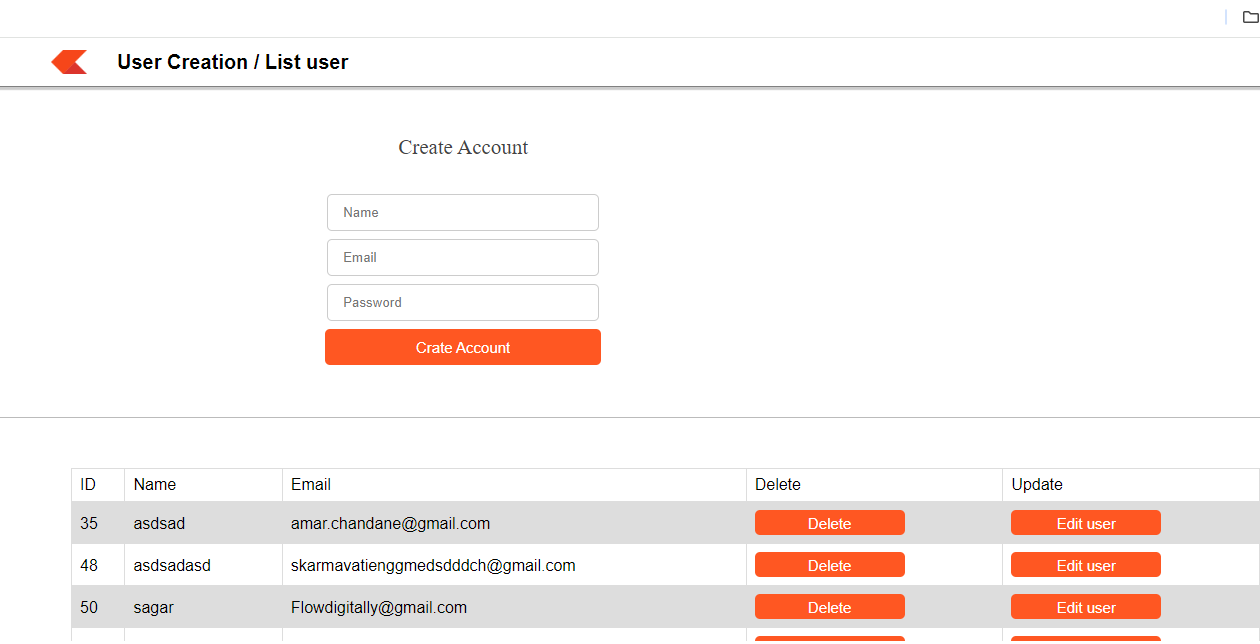 User Creation / List user
Create Account
Name
Email
Password
Crate Account
ID Name Email Delete Update
35 asdsad amar.chandane@gmail.com Delete Edit user
48 asdsadasd skarmavatienggmedsdddch@gmail.com Delete Edit user
50 sagar Flowdigitally@gmail.com Delete Edit user